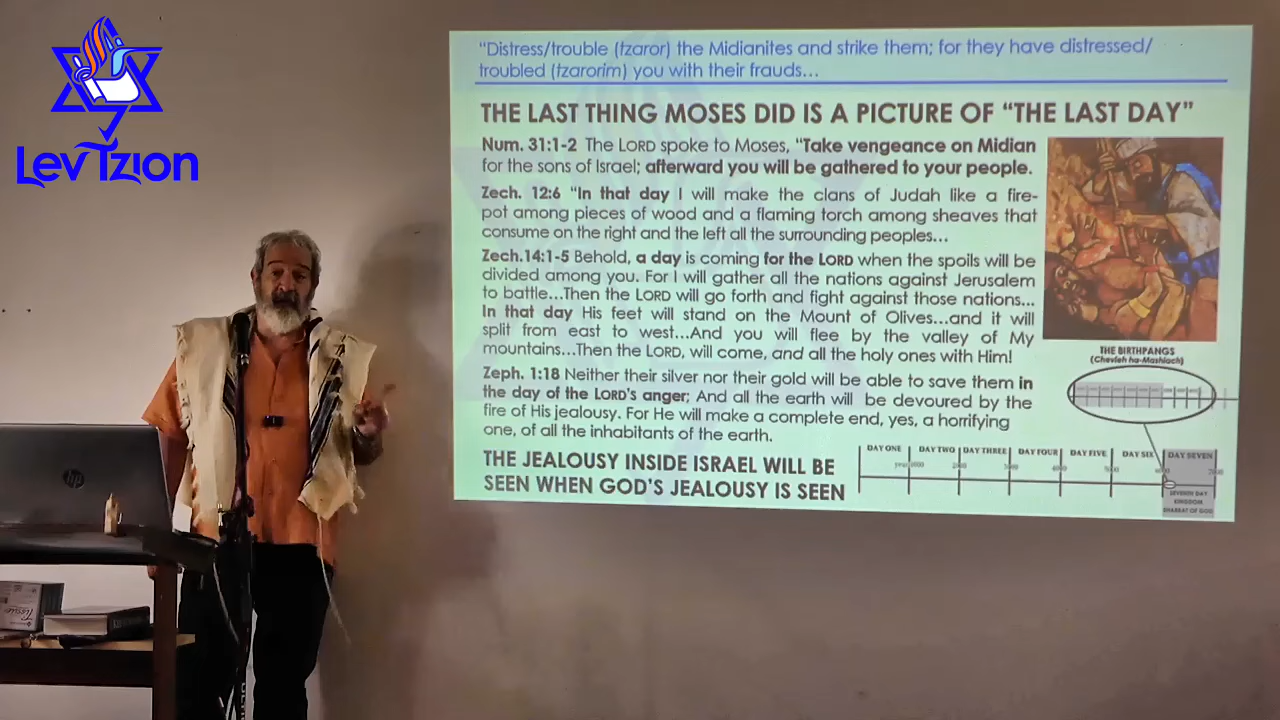 Lev Tzion
"Distress/trouble (tzaror) the Midianites and strike them; for they have distressed/
troubled (tzarorim) you with their frauds...
THE LAST THING MOSES DID IS A PICTURE OF "THE LAST DAY"
Num. 31:1-2 The LORD spoke to Moses, "Take vengeance on Midian
for the sons of Israel; afterward you will be gathered to your people.
Zech. 12:6 "In that day I will make the clans of Judah like a fire-
pot among pieces of wood and a flaming torch among sheaves that
consume on the right and the left all the surrounding peoples...
Zech.14:1-5 Behold, a day is coming for the LORD when the spoils will be
divided among you. For I will gather all the nations against Jerusalem
to battle...Then the LORD will go forth and fight against those nations...
In that day His feet will stand on the Mount of Olives...and it will
split from east to west...And you will flee by the valley of My
mountains...Then the LORD, will come, and all the holy ones with Him!
Zeph. 1:18 Neither their silver nor their gold will be able to save them in
the day of the LORD's anger; And all the earth will be devoured by the
fire of His jealousy. For He will make a complete end, yes, a horrifying
one, of all the inhabitants of the earth.
THE JEALOUSY INSIDE ISRAEL WILL BE
SEEN WHEN GOD'S JEALOUSY IS SEEN
THE BIRTHPANGS
(Chevleh ha-Mashiach)
DAY ONE DAY TWO DAY THREE DAY FOUR DAY FIVE DAY SIX DAY SEVEN
SEVENTH DAY
KINGDOM
SHABBAT OF GOD
hp
Tissue